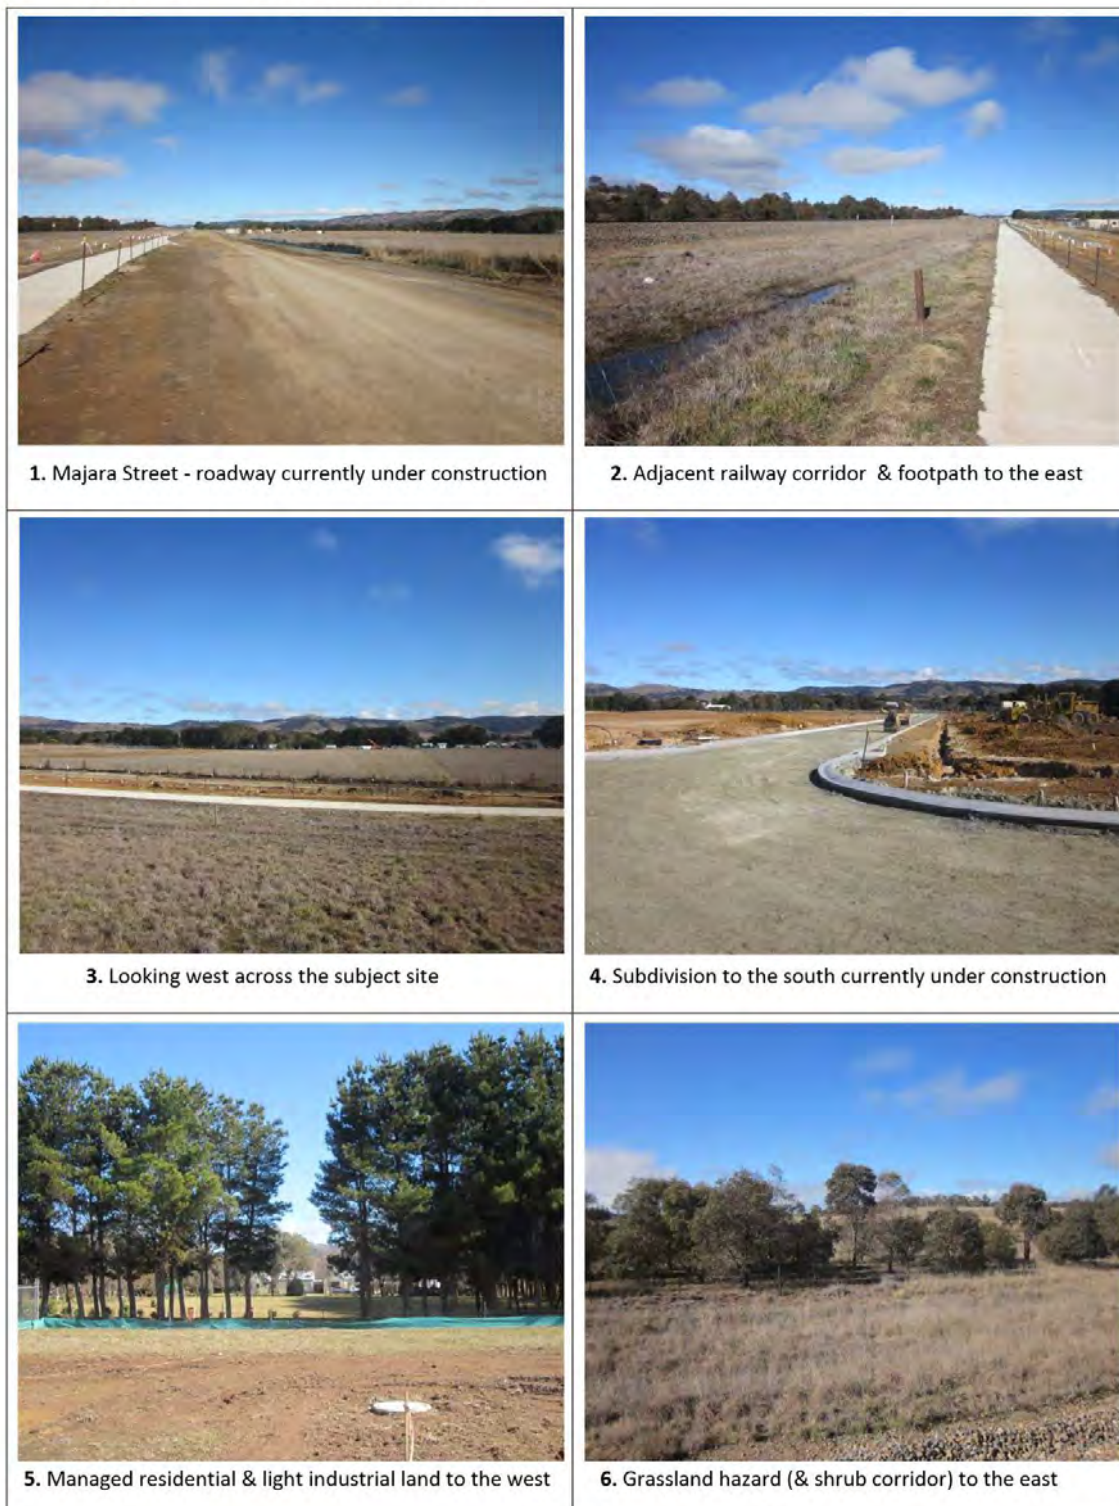 1. Majara Street - roadway currently under construction
2. Adjacent railway corridor & footpath to the east
3. Looking west across the subject site
4. Subdivision to the south currently under construction
5. Managed residential & light industrial land to the west
6. Grassland hazard (& shrub corridor) to the east